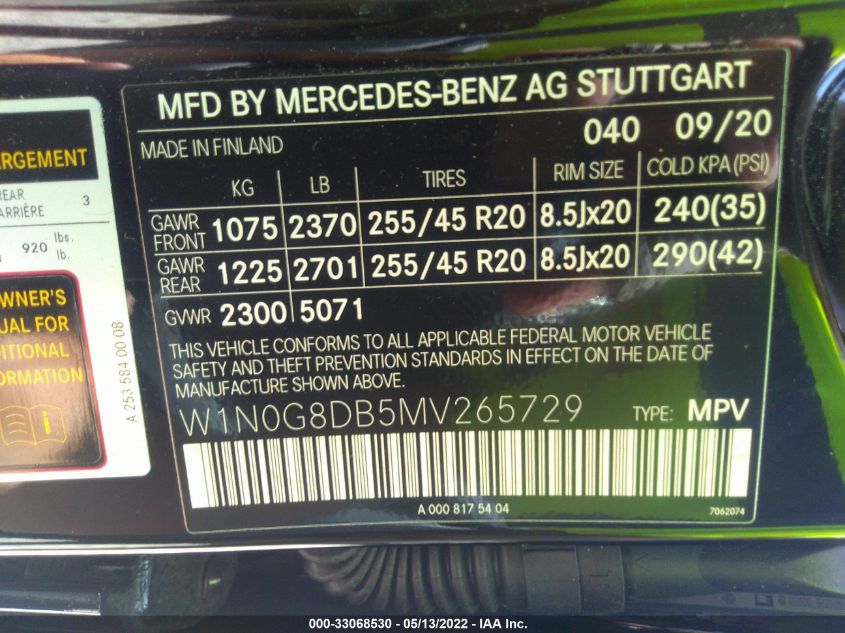 MFD BY MERCEDES-BENZ AG STUTTGART
040 09/20
MADE IN FINLAND
KG LB TIRES RIM SIZE COLD KPA (PSI)
GAWR FRONT 1075 2370 255/45 R20 8.5Jx20 240(35)
GAWR REAR 1225 2701 255/45 R20 8.5Jx20 290(42)
GVWR 2300 5071
THIS VEHICLE CONFORMS TO ALL APPLICABLE FEDERAL MOTOR VEHICLE
SAFETY AND THEFT PREVENTION STANDARDS IN EFFECT ON THE DATE OF
MANUFACTURE SHOWN ABOVE.
W1N0G8DB5MV265729 TYPE: MPV
A 000 817 54 04
7062074
ARGEMENT
REAR 3
ARRIÈRE
920 lbs.
lb.
WNER'S
UAL FOR
DITIONAL
ORMATION
A 253 584 00 08
000-33068530 - 05/13/2022 - IAA Inc.